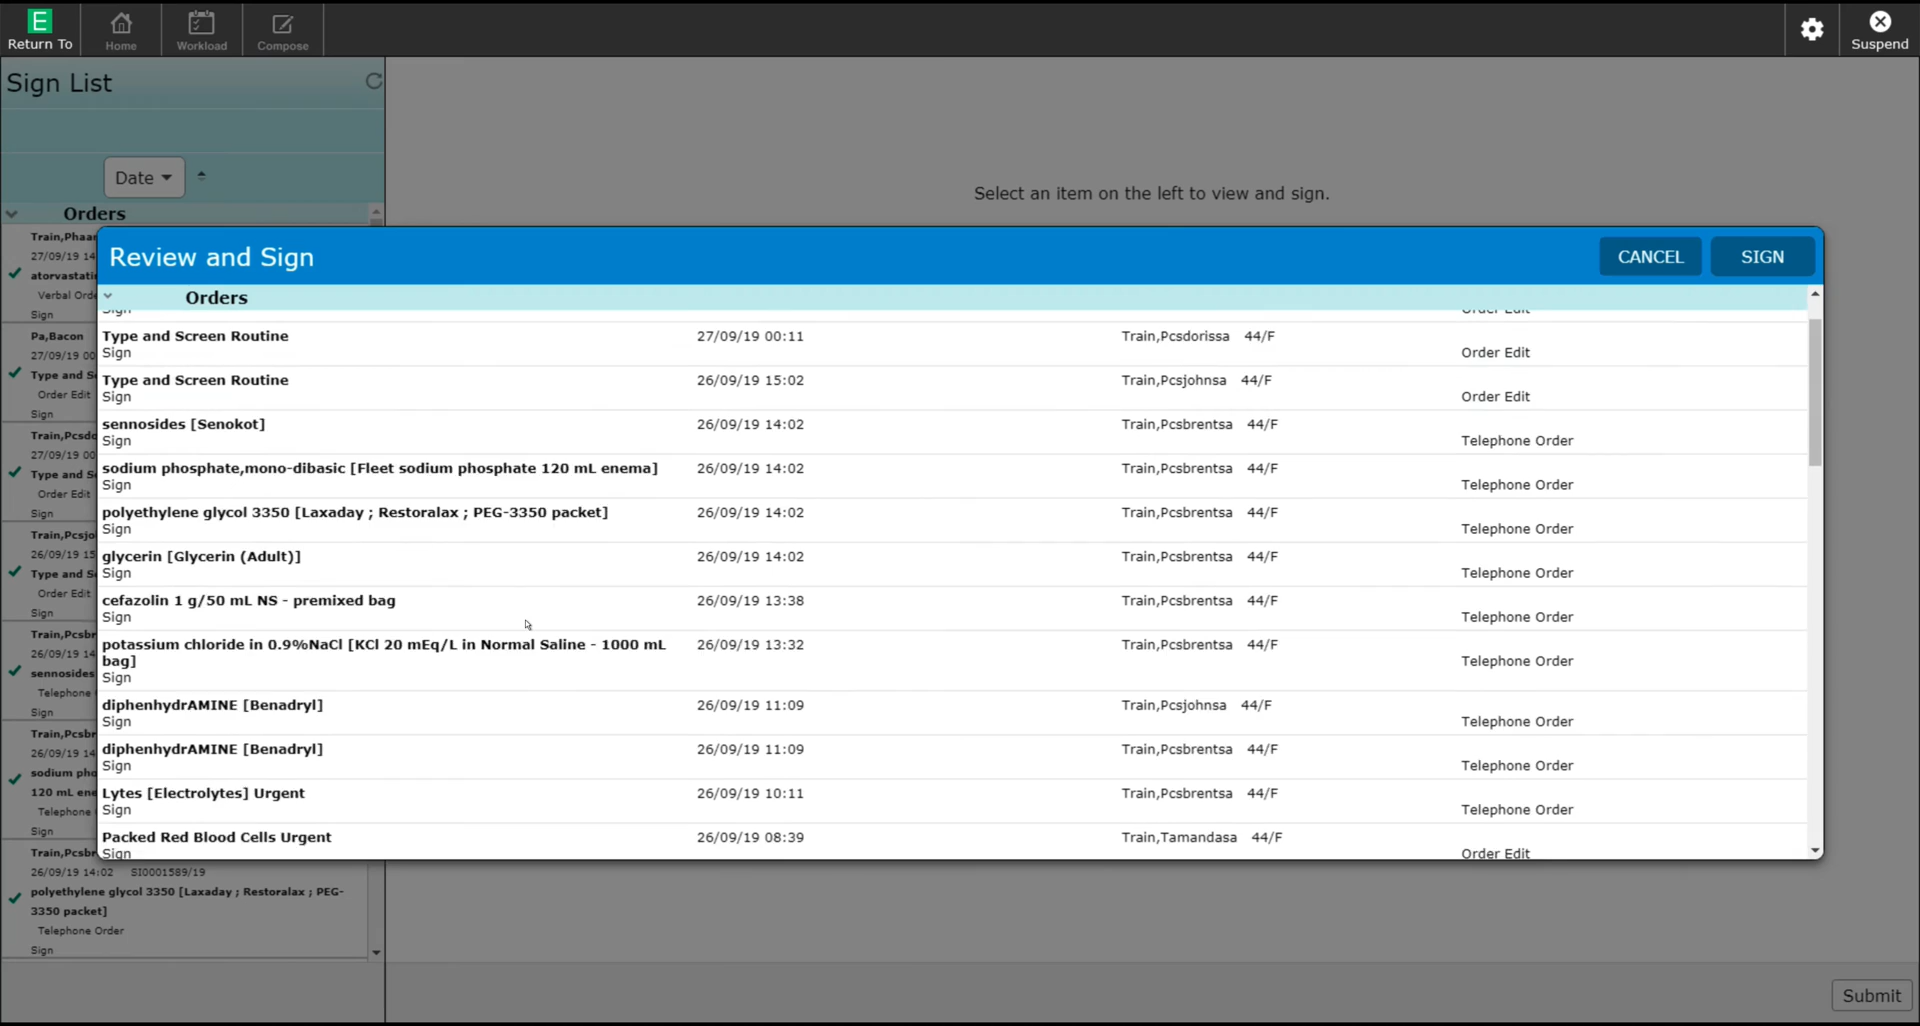 E
Return To
Home
Workload
Compose
Suspend
Sign List
Date
Orders
Select an item on the left to view and sign.
Train,Phaar
27/09/19 14
atorvastati
Verbal Orde
Sign
Pa,Bacon
27/09/19 00
Type and S
Order Edit
Sign
Train,Pcsdo
27/09/19 00
Type and S
Order Edit
Sign
Train,Pcsjo
26/09/19 15
Type and S
Order Edit
Sign
Train,Pcsbr
26/09/19 14
sennosides
Telephone
Sign
Train,Pcsbr
26/09/19 14
sodium pho
120 mL ene
Telephone
Sign
Train,Pcsbr
26/09/19 14:02 SI0001589/19
polyethylene glycol 3350 [Laxaday ; Restoralax ; PEG-
3350 packet]
Telephone Order
Sign
Review and Sign
CANCEL
SIGN
Orders
Sign Order Edit
Type and Screen Routine 27/09/19 00:11 Train,Pcsdorissa 44/F
Sign Order Edit
Type and Screen Routine 26/09/19 15:02 Train,Pcsjohnsa 44/F
Sign Order Edit
sennosides [Senokot] 26/09/19 14:02 Train,Pcsbrentsa 44/F
Sign Telephone Order
sodium phosphate,mono-dibasic [Fleet sodium phosphate 120 mL enema] 26/09/19 14:02 Train,Pcsbrentsa 44/F
Sign Telephone Order
polyethylene glycol 3350 [Laxaday ; Restoralax ; PEG-3350 packet] 26/09/19 14:02 Train,Pcsbrentsa 44/F
Sign Telephone Order
glycerin [Glycerin (Adult)] 26/09/19 14:02 Train,Pcsbrentsa 44/F
Sign Telephone Order
cefazolin 1 g/50 mL NS - premixed bag 26/09/19 13:38 Train,Pcsbrentsa 44/F
Sign Telephone Order
potassium chloride in 0.9%NaCl [KCl 20 mEq/L in Normal Saline - 1000 mL 26/09/19 13:32 Train,Pcsbrentsa 44/F
bag] Telephone Order
Sign
diphenhydrAMINE [Benadryl] 26/09/19 11:09 Train,Pcsjohnsa 44/F
Sign Telephone Order
diphenhydrAMINE [Benadryl] 26/09/19 11:09 Train,Pcsbrentsa 44/F
Sign Telephone Order
Lytes [Electrolytes] Urgent 26/09/19 10:11 Train,Pcsbrentsa 44/F
Sign Telephone Order
Packed Red Blood Cells Urgent 26/09/19 08:39 Train,Tamandasa 44/F
Sign Order Edit
Submit